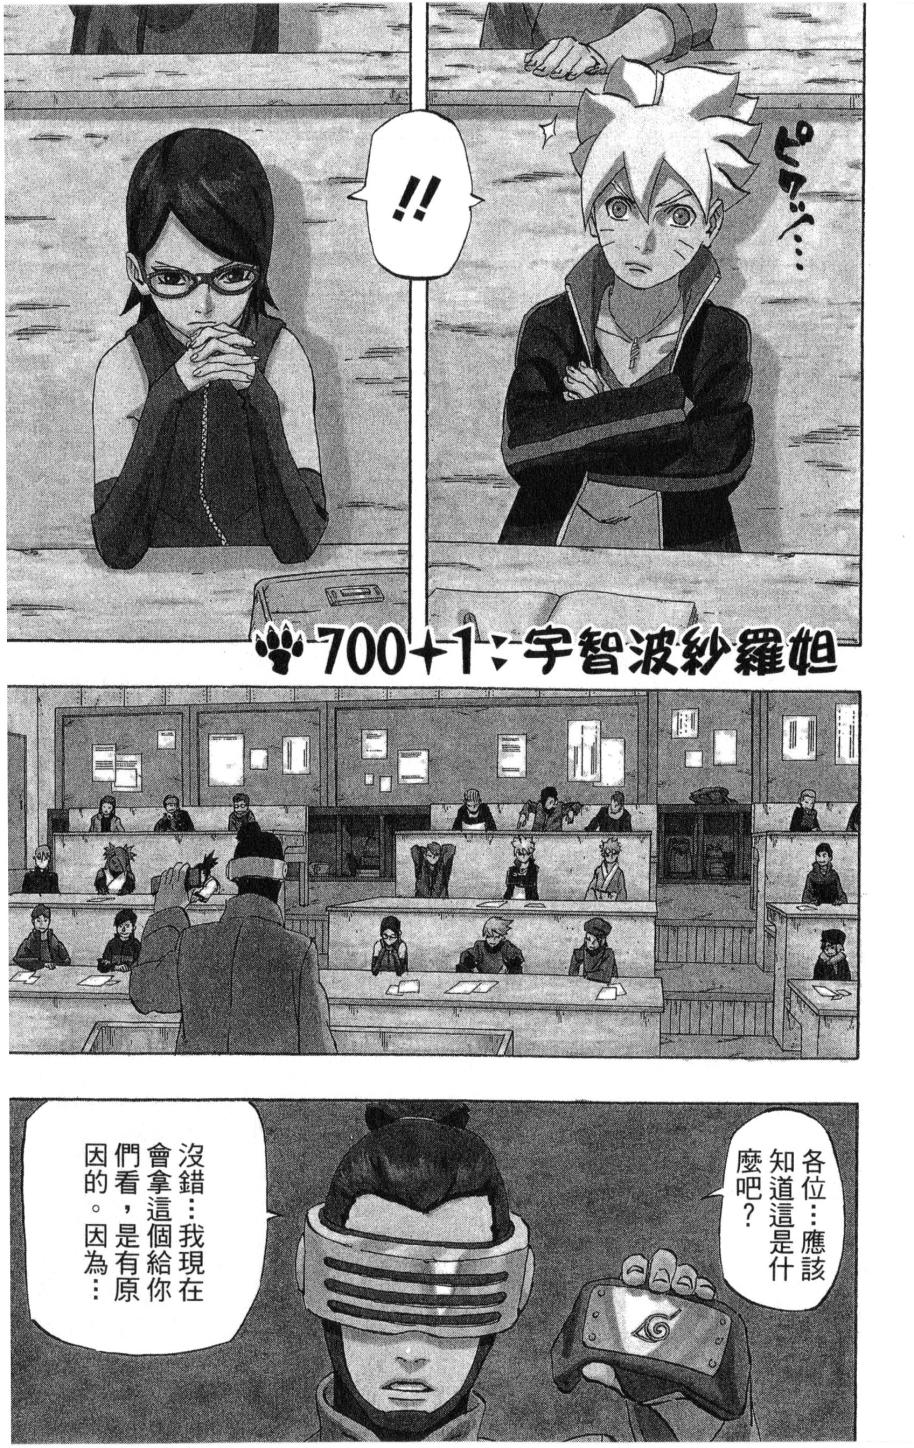 ピクッ…
!!
700+1:宇智波紗羅妲
各位…應該
知道這是什
麼吧?
沒錯…我現在
會拿這個給你
們看,是有原
因的。因為…